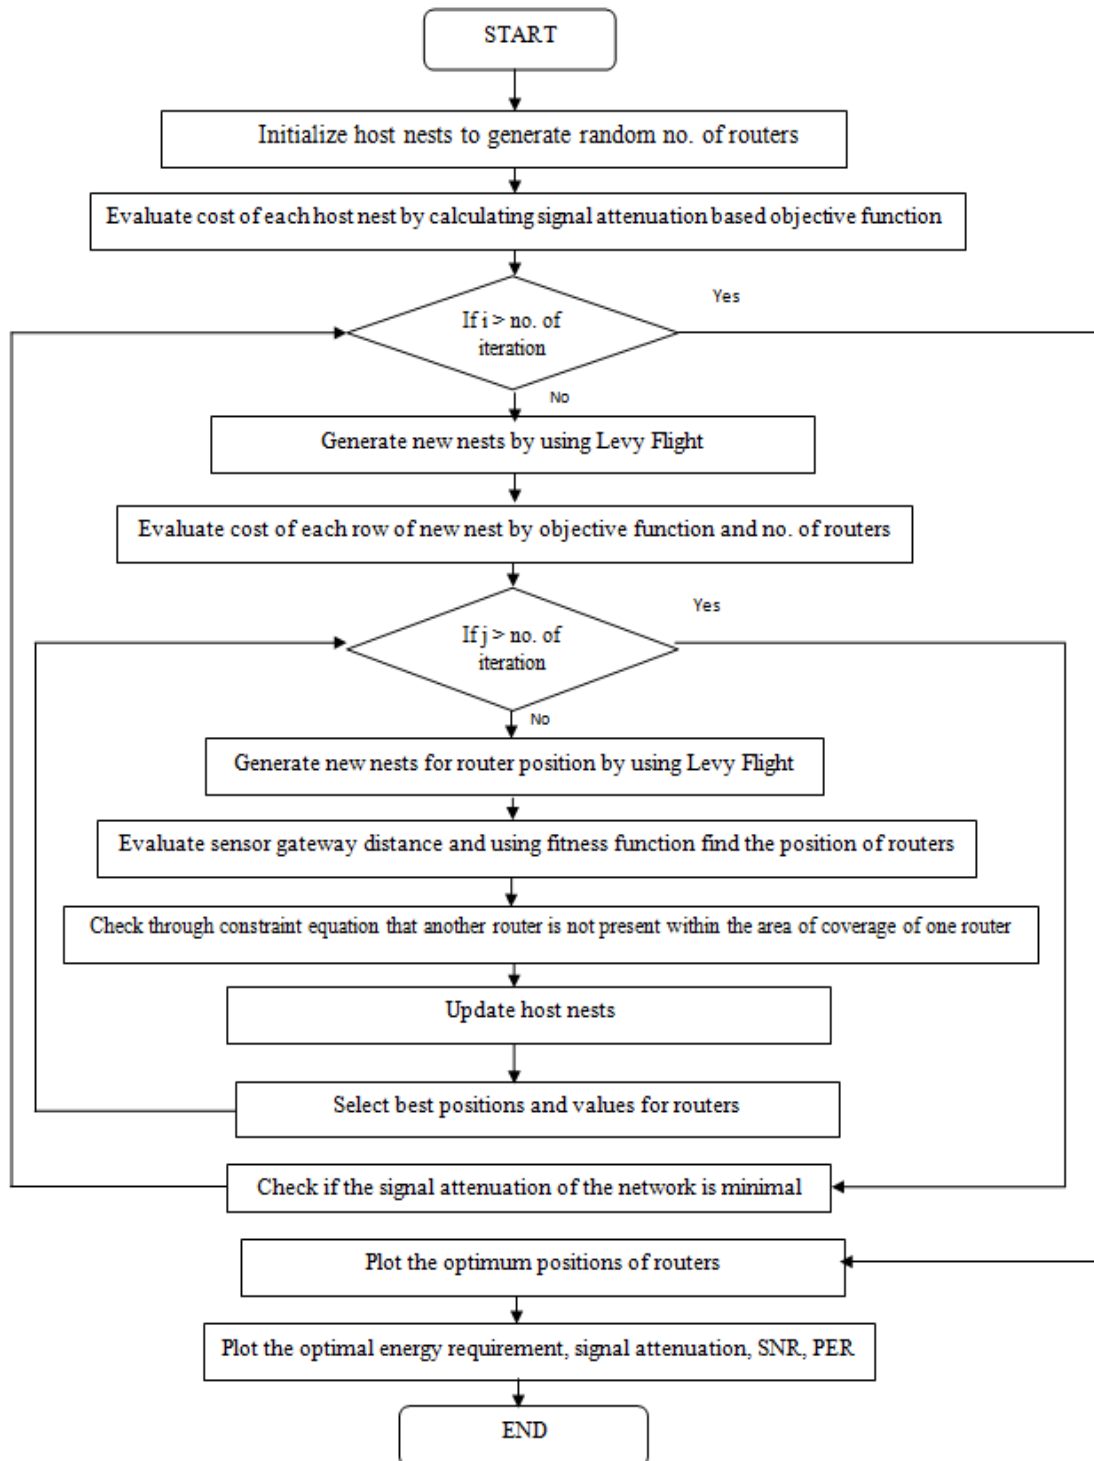 START
Initialize host nests to generate random no. of routers
Evaluate cost of each host nest by calculating signal attenuation based objective function
If i > no. of
iteration
Yes
No
Generate new nests by using Levy Flight
Evaluate cost of each row of new nest by objective function and no. of routers
If j > no. of
iteration
Yes
No
Generate new nests for router position by using Levy Flight
Evaluate sensor gateway distance and using fitness function find the position of routers
Check through constraint equation that another router is not present within the area of coverage of one router
Update host nests
Select best positions and values for routers
Check if the signal attenuation of the network is minimal
Plot the optimum positions of routers
Plot the optimal energy requirement, signal attenuation, SNR, PER
END